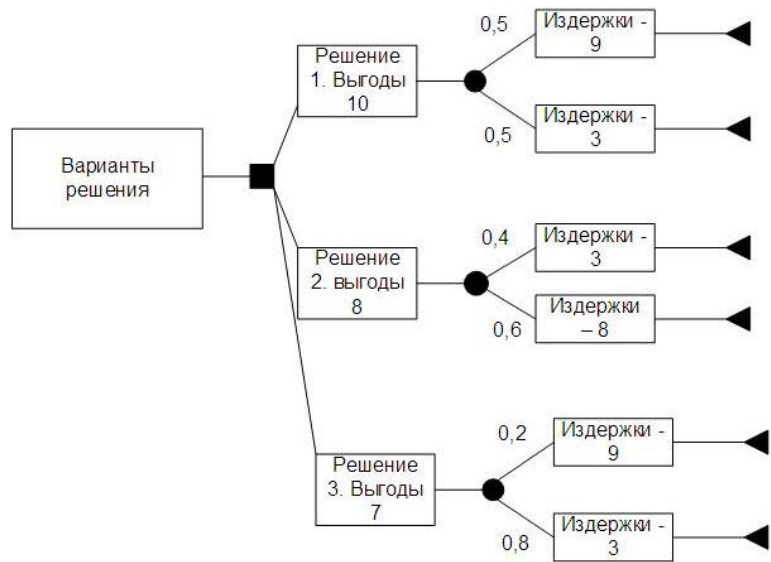 Варианты
решения
Решение
1. Выгоды
10
0,5
Издержки -
9
0,5
Издержки -
3
Решение
2. выгоды
8
0,4
Издержки -
3
0,6
Издержки
– 8
Решение
3. Выгоды
7
0,2
Издержки -
9
0,8
Издержки -
3